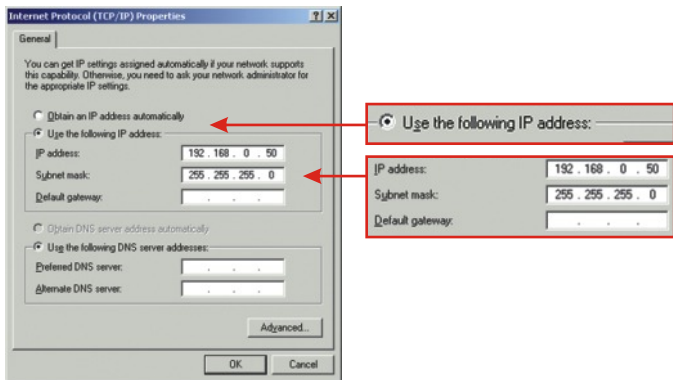 Internet Protocol (TCP/IP) Properties
General
You can get IP settings assigned automatically if your network supports
this capability. Otherwise, you need to ask your network administrator for
the appropriate IP settings.
Obtain an IP address automatically
Use the following IP address:
IP address: 192 . 168 . 0 . 50
Subnet mask: 255 . 255 . 255 . 0
Default gateway: . . .
Obtain DNS server address automatically
Use the following DNS server addresses:
Preferred DNS server: . . .
Alternate DNS server: . . .
Advanced...
OK Cancel
Use the following IP address:
IP address: 192 . 168 . 0 . 50
Subnet mask: 255 . 255 . 255 . 0
Default gateway: . . .